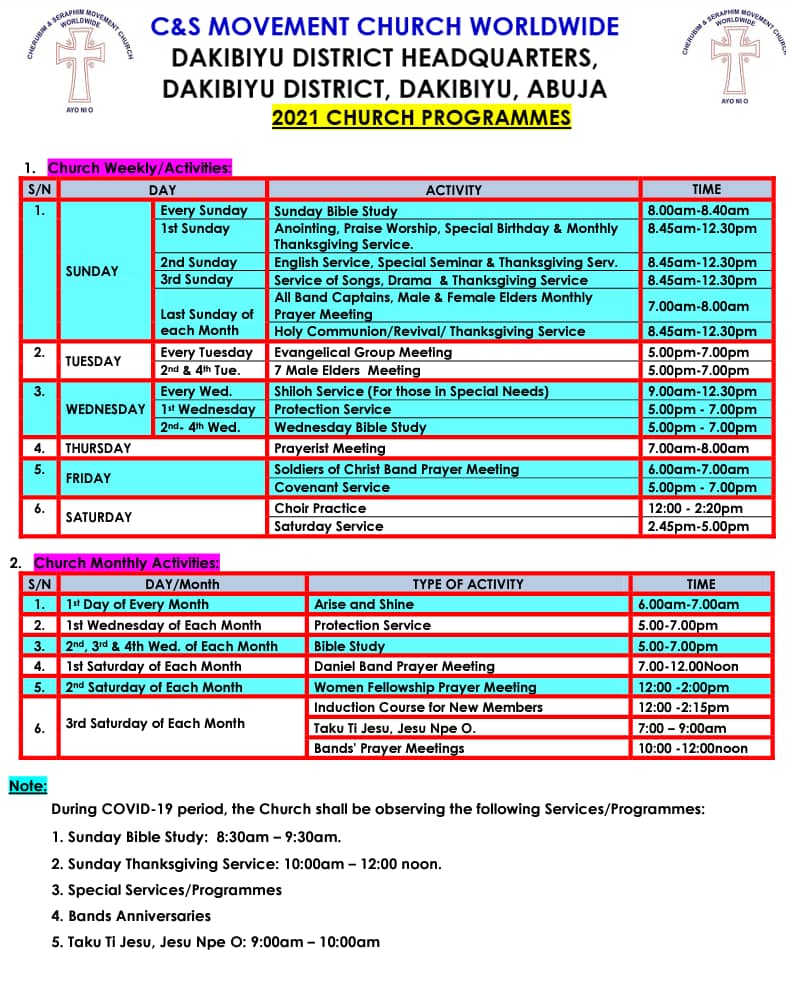 CHERUBIM & SERAPHIM MOVEMENT CHURCH
WORLDWIDE
AYO NI O
C&S MOVEMENT CHURCH WORLDWIDE
DAKIBIYU DISTRICT HEADQUARTERS,
DAKIBIYU DISTRICT, DAKIBIYU, ABUJA
2021 CHURCH PROGRAMMES
CHERUBIM & SERAPHIM MOVEMENT CHURCH
WORLDWIDE
AYO NI O
1. Church Weekly/Activities:
S/N DAY ACTIVITY TIME
1. SUNDAY Every Sunday Sunday Bible Study 8.00am-8.40am
1st Sunday Anointing, Praise Worship, Special Birthday & Monthly 8.45am-12.30pm
Thanksgiving Service.
2nd Sunday English Service, Special Seminar & Thanksgiving Serv. 8.45am-12.30pm
3rd Sunday Service of Songs, Drama & Thanksgiving Service 8.45am-12.30pm
Last Sunday of All Band Captains, Male & Female Elders Monthly 7.00am-8.00am
each Month Prayer Meeting
Holy Communion/Revival/ Thanksgiving Service 8.45am-12.30pm
2. TUESDAY Every Tuesday Evangelical Group Meeting 5.00pm-7.00pm
2nd & 4th Tue. 7 Male Elders Meeting 5.00pm-7.00pm
3. WEDNESDAY Every Wed. Shiloh Service (For those in Special Needs) 9.00am-12.30pm
1st Wednesday Protection Service 5.00pm - 7.00pm
2nd- 4th Wed. Wednesday Bible Study 5.00pm - 7.00pm
4. THURSDAY Prayerist Meeting 7.00am-8.00am
5. FRIDAY Soldiers of Christ Band Prayer Meeting 6.00am-7.00am
Covenant Service 5.00pm - 7.00pm
6. SATURDAY Choir Practice 12:00 - 2:20pm
Saturday Service 2.45pm-5.00pm
2. Church Monthly Activities:
S/N DAY/Month TYPE OF ACTIVITY TIME
1. 1st Day of Every Month Arise and Shine 6.00am-7.00am
2. 1st Wednesday of Each Month Protection Service 5.00-7.00pm
3. 2nd, 3rd & 4th Wed. of Each Month Bible Study 5.00-7.00pm
4. 1st Saturday of Each Month Daniel Band Prayer Meeting 7.00-12.00Noon
5. 2nd Saturday of Each Month Women Fellowship Prayer Meeting 12:00 -2:00pm
6. 3rd Saturday of Each Month Induction Course for New Members 12:00 -2:15pm
Taku Ti Jesu, Jesu Npe O. 7:00 – 9:00am
Bands' Prayer Meetings 10:00 -12:00noon
Note:
During COVID-19 period, the Church shall be observing the following Services/Programmes:
1. Sunday Bible Study: 8:30am – 9:30am.
2. Sunday Thanksgiving Service: 10:00am – 12:00 noon.
3. Special Services/Programmes
4. Bands Anniversaries
5. Taku Ti Jesu, Jesu Npe O: 9:00am – 10:00am